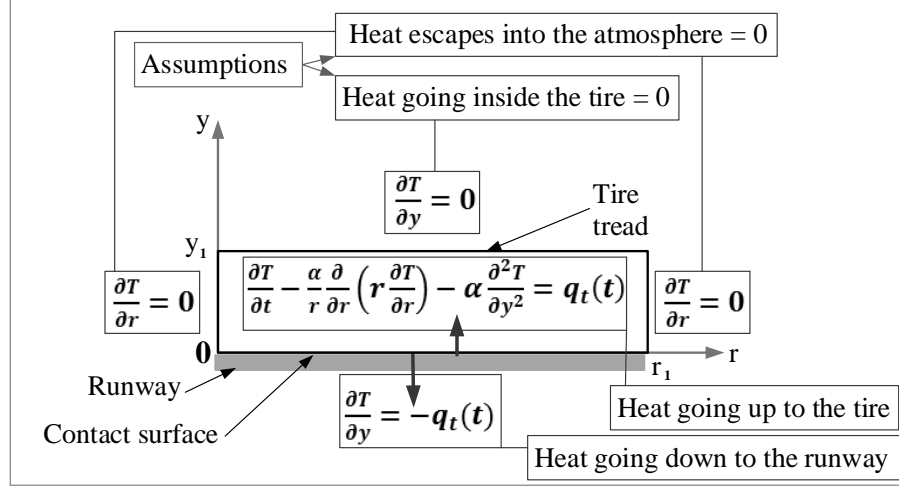 Heat escapes into the atmosphere = 0
Assumptions
Heat going inside the tire = 0
y
∂T/∂y = 0
Tire
tread
y₁
∂T/∂r = 0
∂T/∂t − α/r ∂/∂r (r ∂T/∂r) − α ∂²T/∂y² = qₜ(t)
∂T/∂r = 0
0
r
r₁
Runway
∂T/∂y = −qₜ(t)
Heat going up to the tire
Contact surface
Heat going down to the runway